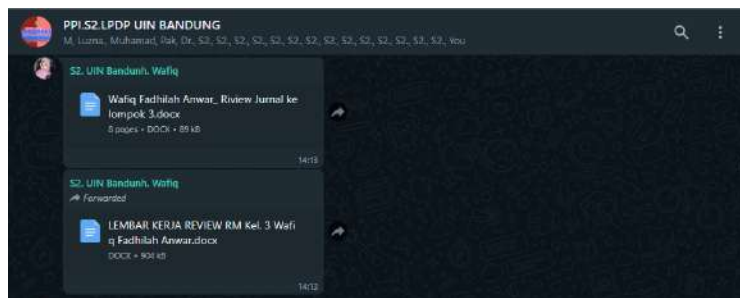 PPI.S2.LPDP UIN BANDUNG
M, Luzna, Muhamad, Pak, Dr., S2, S2, S2, S2, S2, S2, S2, S2, S2, S2, S2, S2, S2, S2, You
S2. UIN Bandunh. Wafiq
Wafiq Fadhilah Anwar_ Riview Jurnal ke
lompok 3.docx
8 pages • DOCX • 89 kB
14:13
S2. UIN Bandunh. Wafiq
Forwarded
LEMBAR KERJA REVIEW RM Kel. 3 Wafi
q Fadhilah Anwar.docx
DOCX • 904 kB
14:13